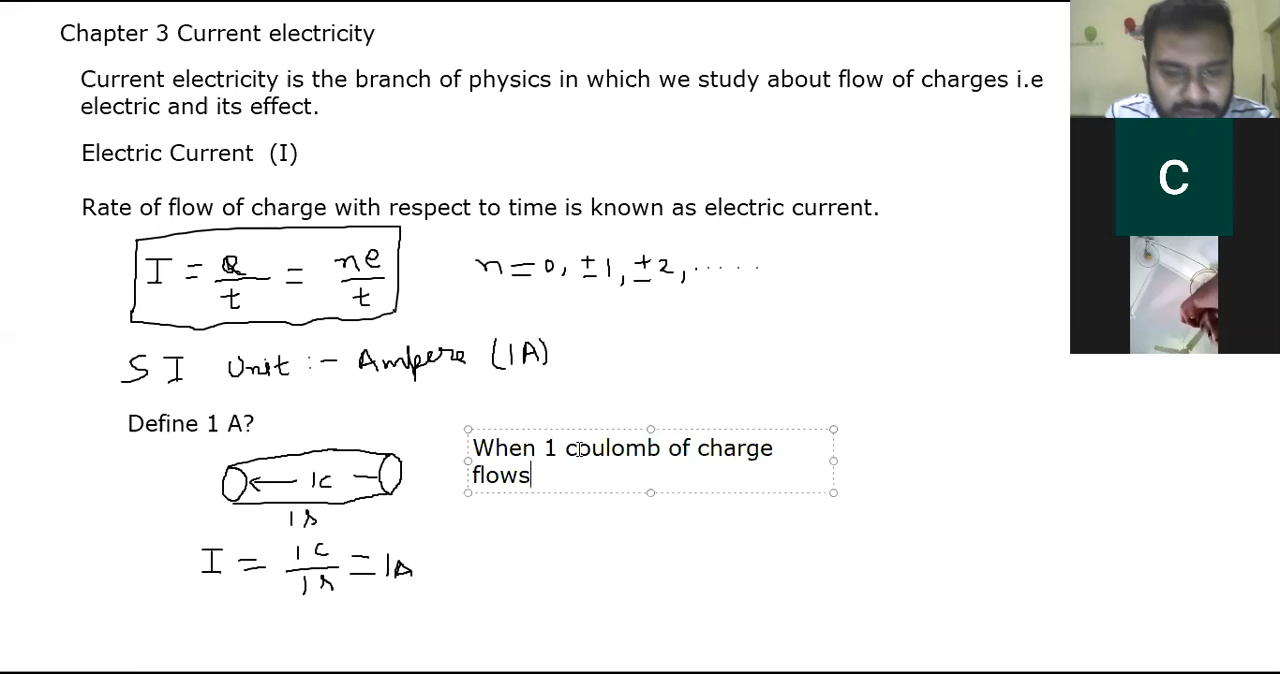 Chapter 3 Current electricity
Current electricity is the branch of physics in which we study about flow of charges i.e
electric and its effect.
Electric Current (I)
Rate of flow of charge with respect to time is known as electric current.
I = Q/t = ne/t
n = 0, ±1, ±2, .....
SI Unit :- Ampere (1A)
Define 1 A?
When 1 coulomb of charge
flows
1C
1s
I = 1C/1s = 1A
C